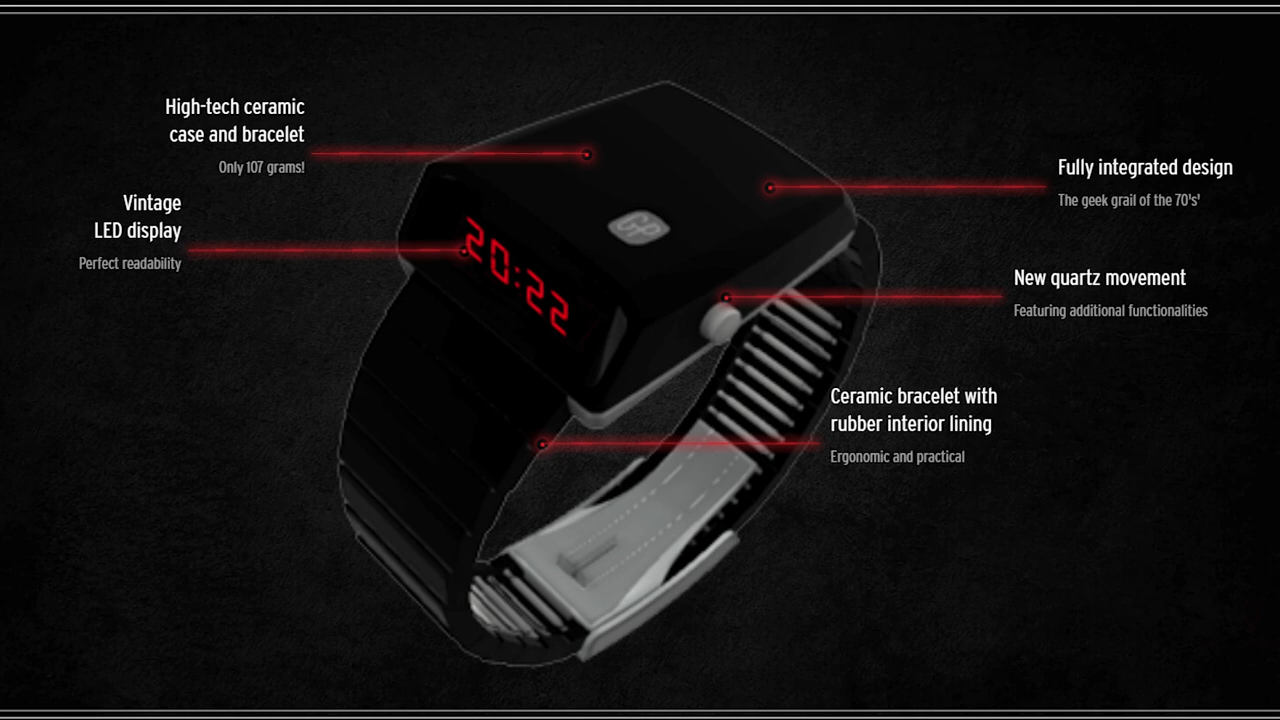 High-tech ceramic
case and bracelet
Only 107 grams!
Vintage
LED display
Perfect readability
20:22
GP
Fully integrated design
The geek grail of the 70's'
New quartz movement
Featuring additional functionalities
Ceramic bracelet with
rubber interior lining
Ergonomic and practical